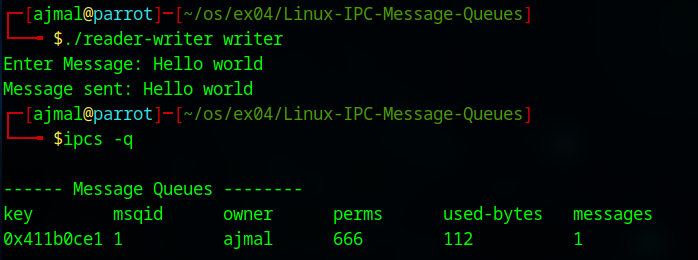 ┌─[ajmal@parrot]─[~/os/ex04/Linux-IPC-Message-Queues]
└──╼ $./reader-writer writer
Enter Message: Hello world
Message sent: Hello world
┌─[ajmal@parrot]─[~/os/ex04/Linux-IPC-Message-Queues]
└──╼ $ipcs -q
------ Message Queues --------
key        msqid      owner      perms      used-bytes   messages
0x411b0ce1 1          ajmal      666        112          1